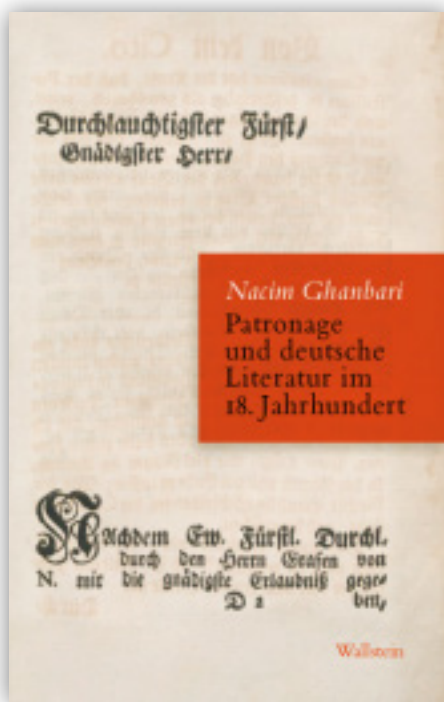 Durchlauchtigster Fürst/
Gnädigster Herr/
Nacim Ghanbari
Patronage
und deutsche
Literatur im
18. Jahrhundert
NAchdem Ew. Fürstl. Durchl.
durch den Herrn Grafen von
N. mir die gnädigste Erlaubniß gege⸗
D 2
ben,
Wallstein